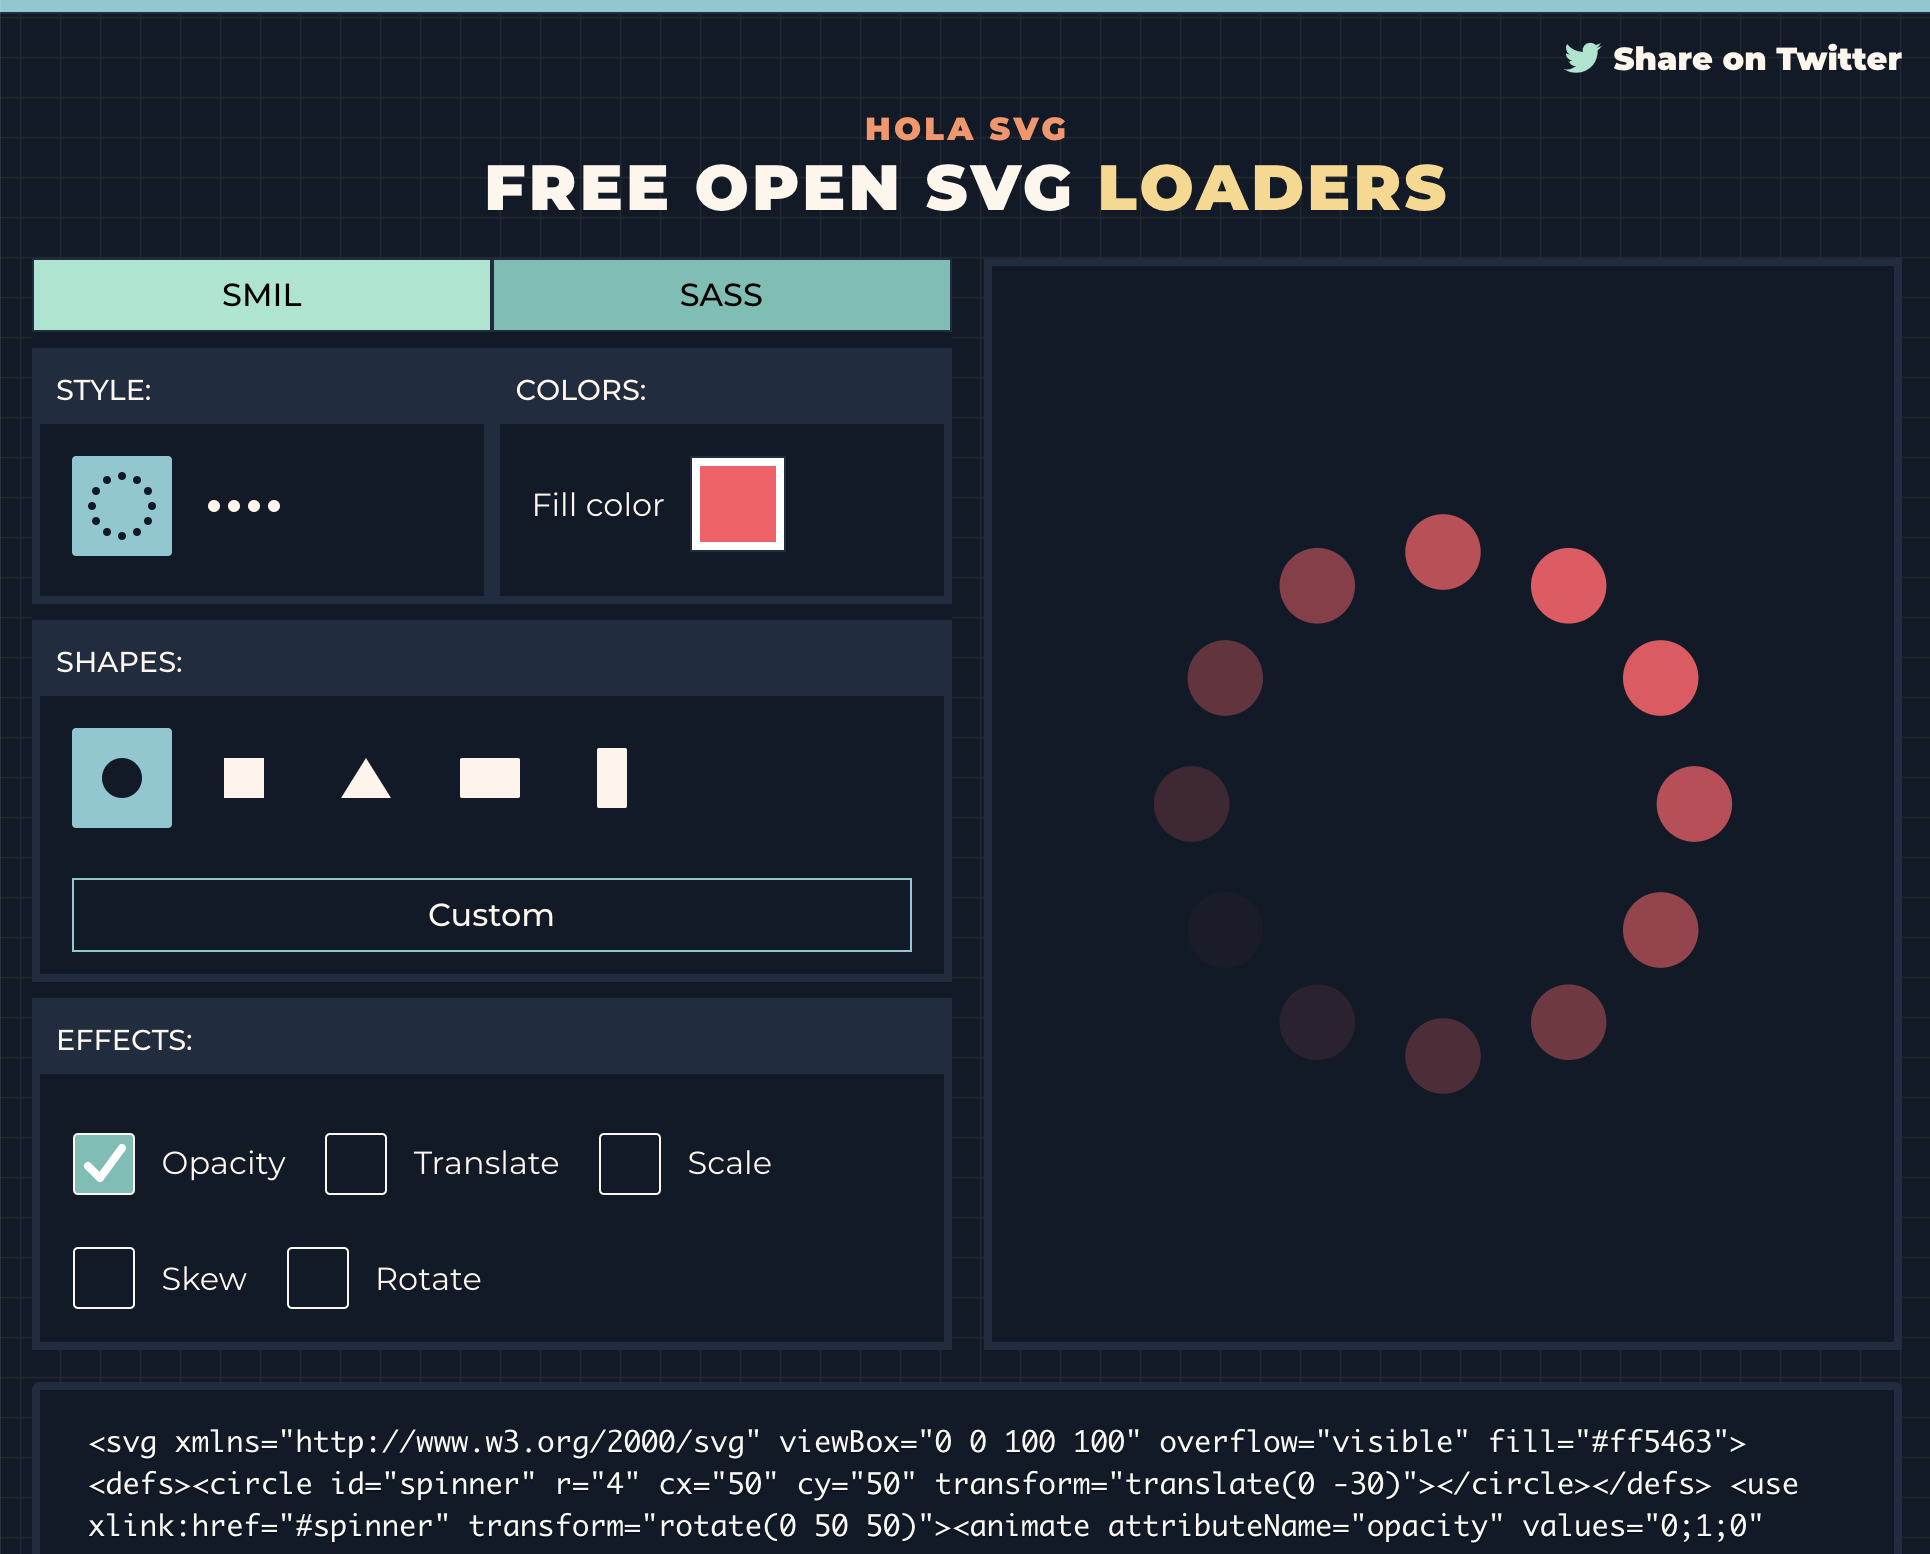 Share on Twitter
HOLA SVG
FREE OPEN SVG LOADERS
SMIL
SASS
STYLE:
COLORS:
Fill color
SHAPES:
Custom
EFFECTS:
Opacity
Translate
Scale
Skew
Rotate
<svg xmlns="http://www.w3.org/2000/svg" viewBox="0 0 100 100" overflow="visible" fill="#ff5463">
<defs><circle id="spinner" r="4" cx="50" cy="50" transform="translate(0 -30)"></circle></defs> <use
xlink:href="#spinner" transform="rotate(0 50 50)"><animate attributeName="opacity" values="0;1;0"